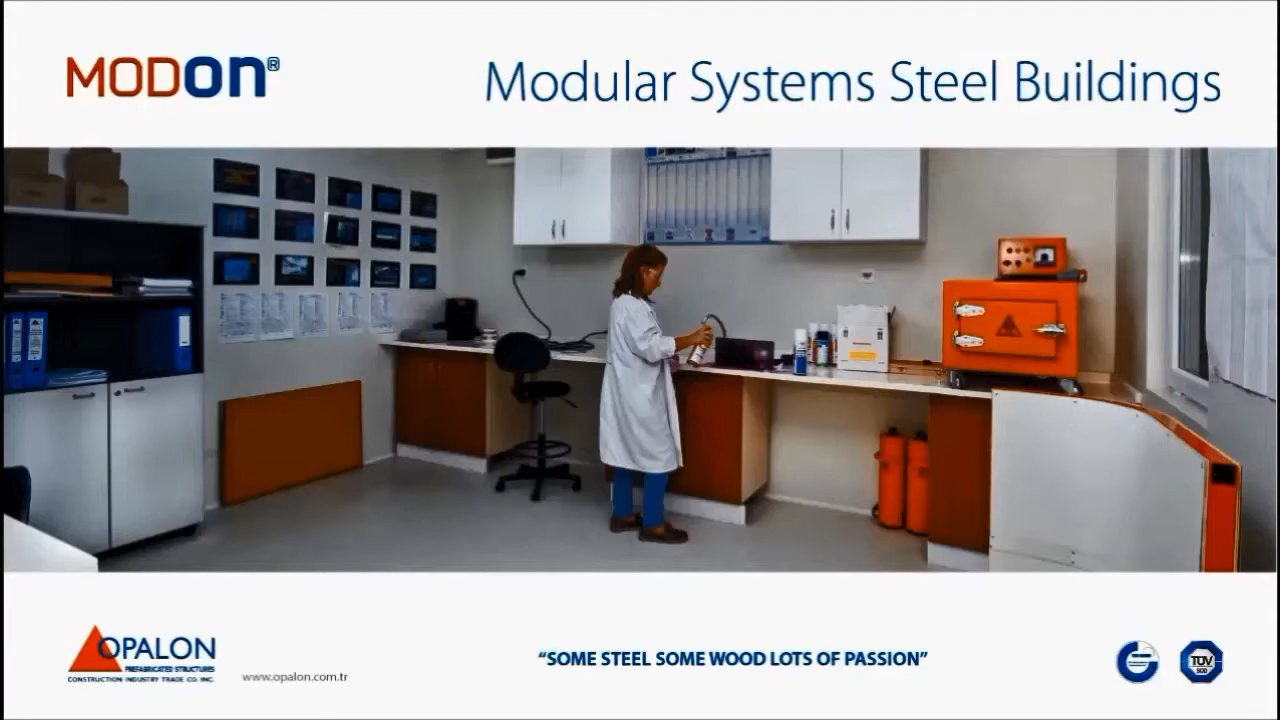 MODON®
Modular Systems Steel Buildings
OPALON
PREFABRICATED STRUCTURES
CONSTRUCTION INDUSTRY TRADE CO. INC.
www.opalon.com.tr
“SOME STEEL SOME WOOD LOTS OF PASSION”
TÜV
SÜD